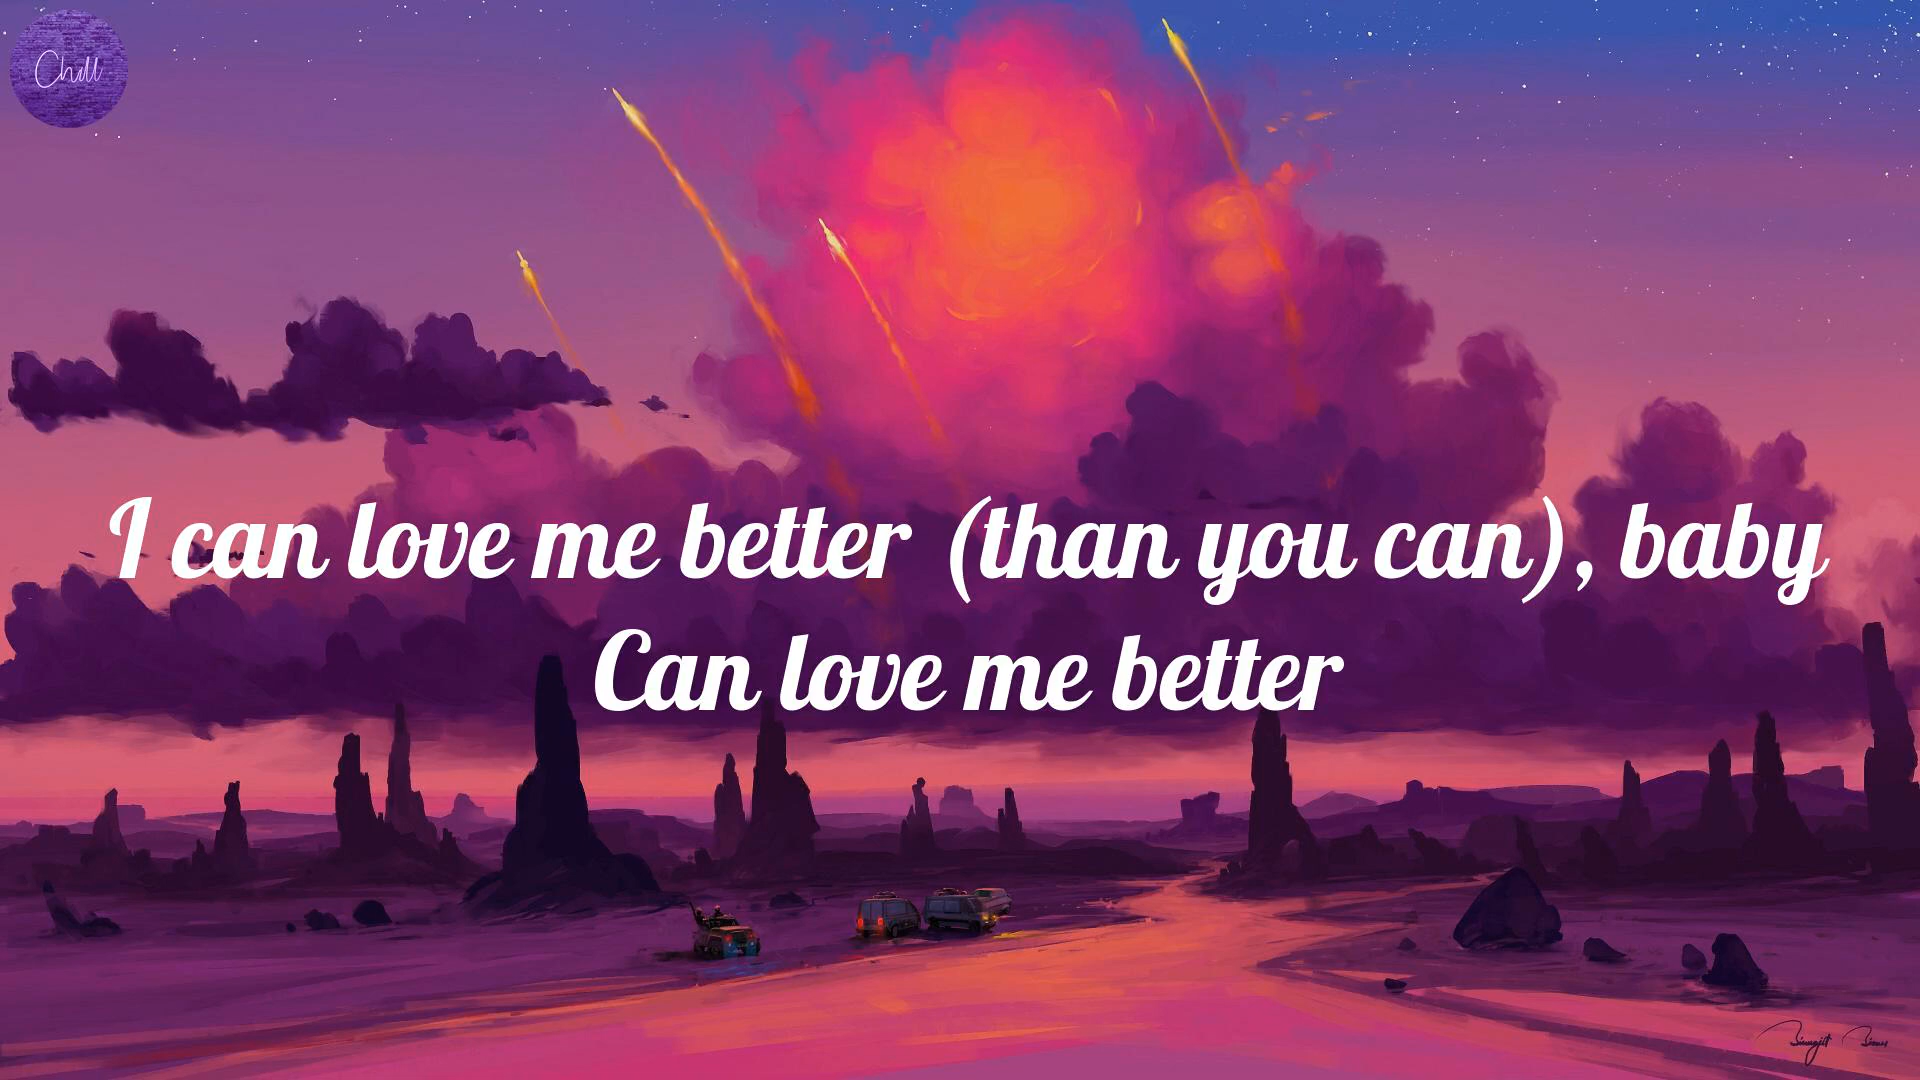 Chill
I can love me better (than you can), baby
Can love me better